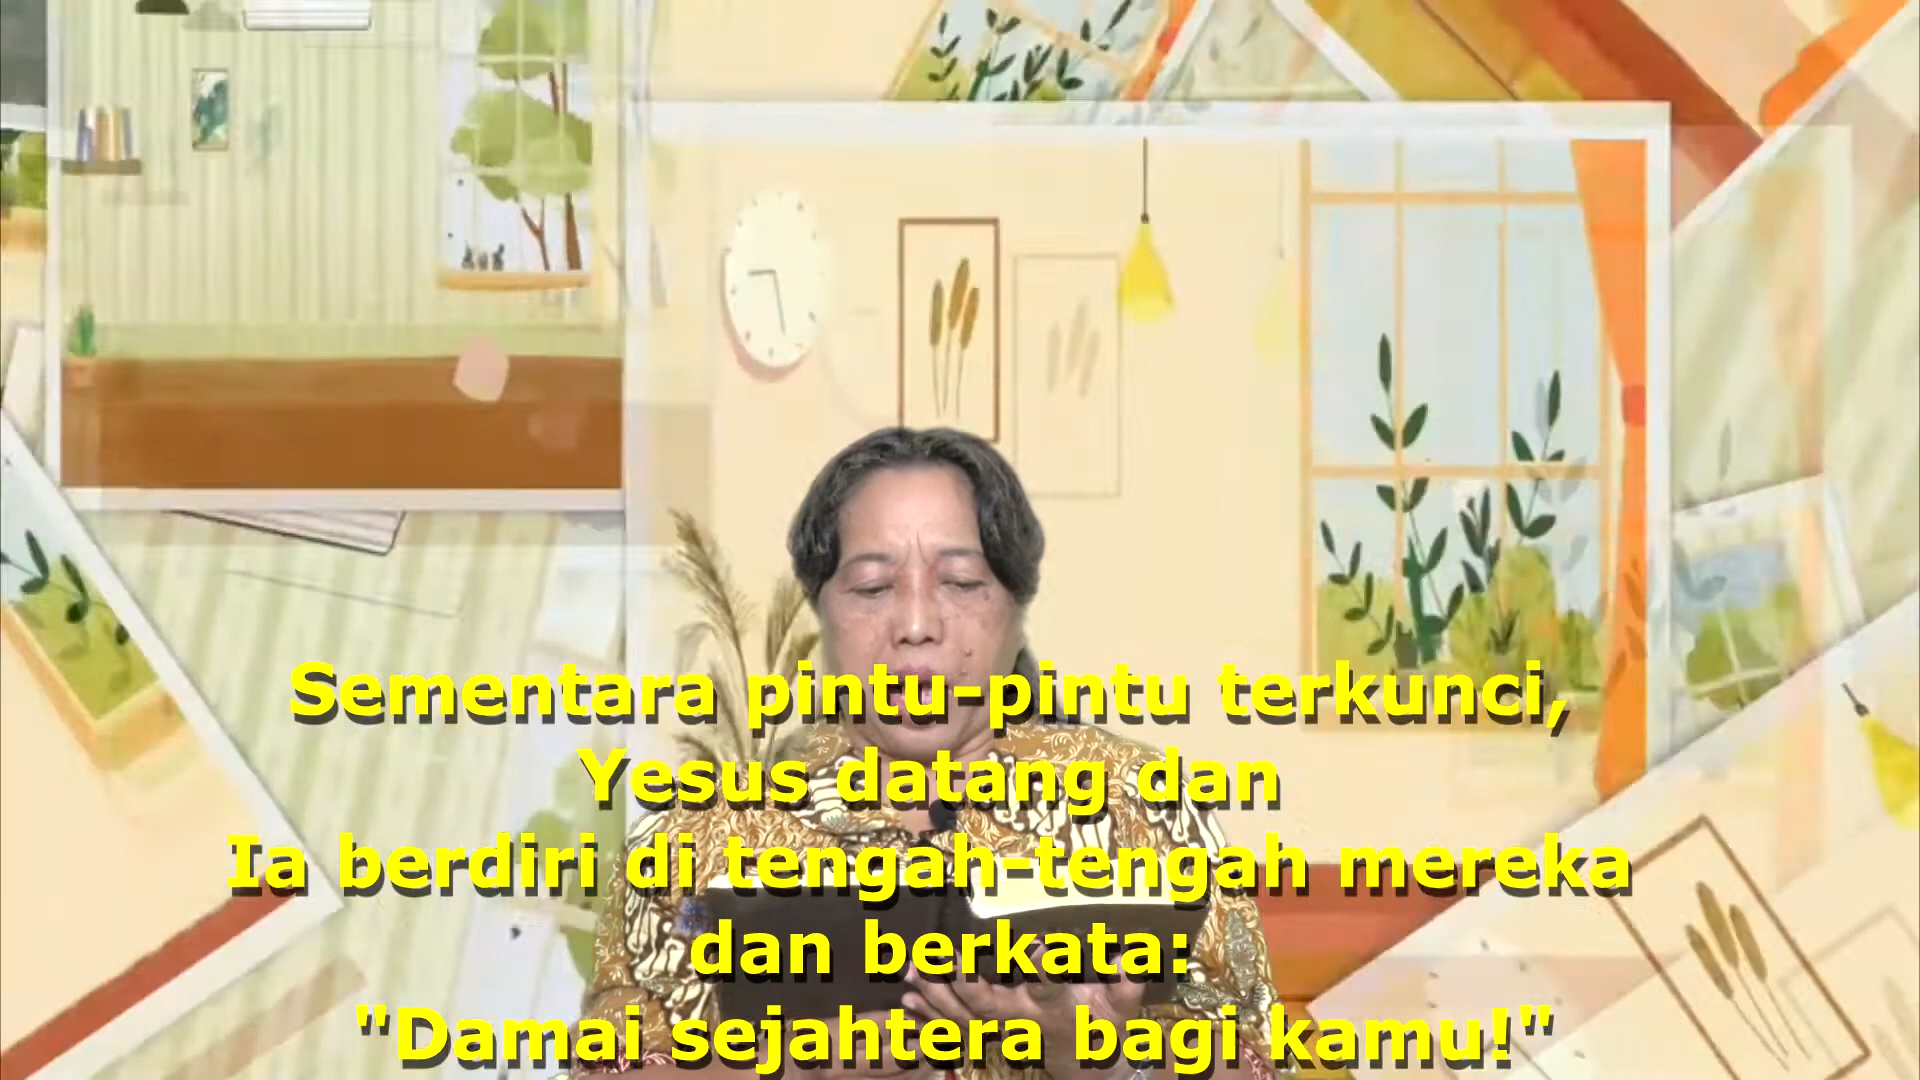 Sementara pintu-pintu terkunci,
Yesus datang dan
Ia berdiri di tengah-tengah mereka
dan berkata:
"Damai sejahtera bagi kamu!"